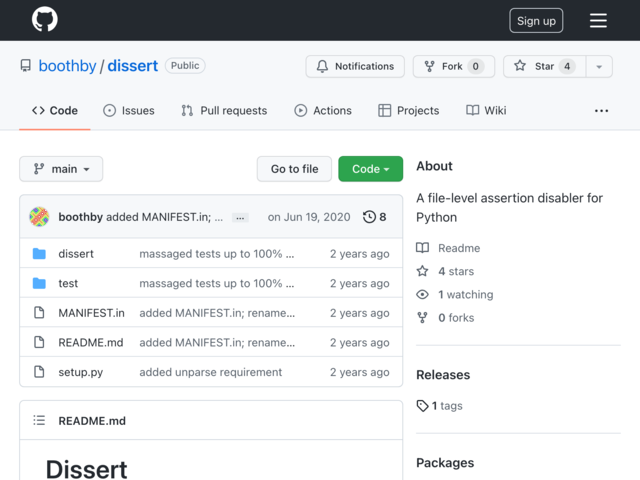 Sign up
boothby / dissert Public
Notifications Fork 0 Star 4
Code Issues Pull requests Actions Projects Wiki ...
main Go to file Code
boothby added MANIFEST.in; ... ... on Jun 19, 2020 8
dissert massaged tests up to 100% ... 2 years ago
test massaged tests up to 100% ... 2 years ago
MANIFEST.in added MANIFEST.in; rename... 2 years ago
README.md added MANIFEST.in; rename... 2 years ago
setup.py added unparse requirement 2 years ago
README.md
Dissert
About
A file-level assertion disabler for
Python
Readme
4 stars
1 watching
0 forks
Releases
1 tags
Packages